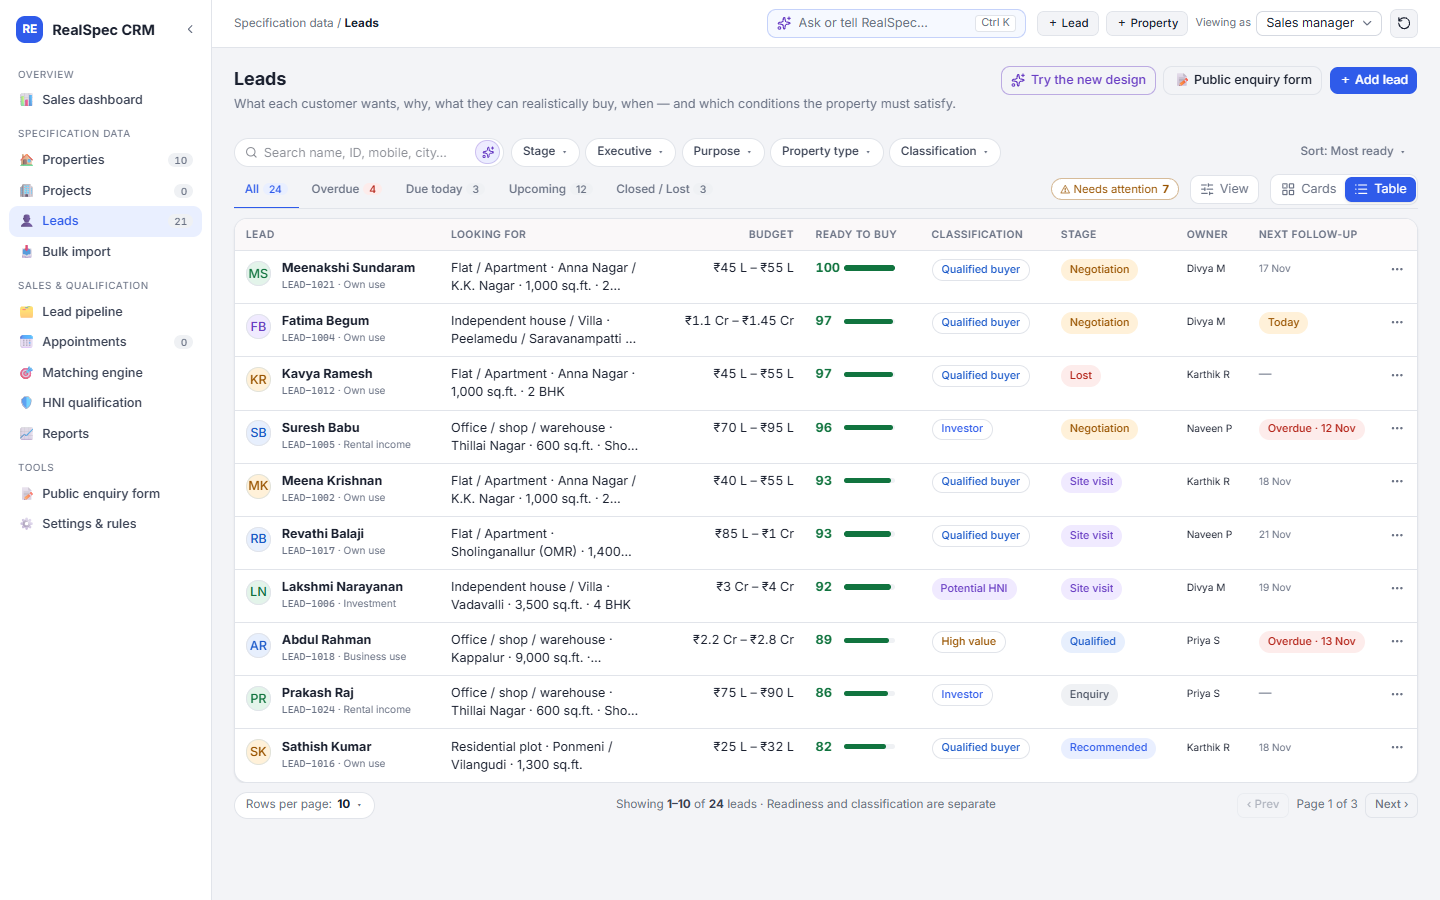 RE RealSpec CRM
OVERVIEW
Sales dashboard
SPECIFICATION DATA
Properties 10
Projects 0
Leads 21
Bulk import
SALES & QUALIFICATION
Lead pipeline
Appointments 0
Matching engine
HNI qualification
Reports
TOOLS
Public enquiry form
Settings & rules
Specification data / Leads
Ask or tell RealSpec... Ctrl K
+ Lead
+ Property
Viewing as Sales manager
Leads
What each customer wants, why, what they can realistically buy, when — and which conditions the property must satisfy.
Try the new design
Public enquiry form
+ Add lead
Search name, ID, mobile, city...
Stage
Executive
Purpose
Property type
Classification
Sort: Most ready
All 24
Overdue 4
Due today 3
Upcoming 12
Closed / Lost 3
Needs attention 7
View
Cards
Table
LEAD LOOKING FOR BUDGET READY TO BUY CLASSIFICATION STAGE OWNER NEXT FOLLOW-UP
MS Meenakshi Sundaram Flat / Apartment · Anna Nagar / ₹45 L – ₹55 L 100 Qualified buyer Negotiation Divya M 17 Nov ···
LEAD-1021 · Own use K.K. Nagar · 1,000 sq.ft. · 2...
FB Fatima Begum Independent house / Villa · ₹1.1 Cr – ₹1.45 Cr 97 Qualified buyer Negotiation Divya M Today ···
LEAD-1004 · Own use Peelamedu / Saravanampatti ...
KR Kavya Ramesh Flat / Apartment · Anna Nagar · ₹45 L – ₹55 L 97 Qualified buyer Lost Karthik R — ···
LEAD-1012 · Own use 1,000 sq.ft. · 2 BHK
SB Suresh Babu Office / shop / warehouse · ₹70 L – ₹95 L 96 Investor Negotiation Naveen P Overdue · 12 Nov ···
LEAD-1005 · Rental income Thillai Nagar · 600 sq.ft. · Sho...
MK Meena Krishnan Flat / Apartment · Anna Nagar / ₹40 L – ₹55 L 93 Qualified buyer Site visit Karthik R 18 Nov ···
LEAD-1002 · Own use K.K. Nagar · 1,000 sq.ft. · 2...
RB Revathi Balaji Flat / Apartment · ₹85 L – ₹1 Cr 93 Qualified buyer Site visit Naveen P 21 Nov ···
LEAD-1017 · Own use Sholinganallur (OMR) · 1,400...
LN Lakshmi Narayanan Independent house / Villa · ₹3 Cr – ₹4 Cr 92 Potential HNI Site visit Divya M 19 Nov ···
LEAD-1006 · Investment Vadavalli · 3,500 sq.ft. · 4 BHK
AR Abdul Rahman Office / shop / warehouse · ₹2.2 Cr – ₹2.8 Cr 89 High value Qualified Priya S Overdue · 13 Nov ···
LEAD-1018 · Business use Kappalur · 9,000 sq.ft. ·...
PR Prakash Raj Office / shop / warehouse · ₹75 L – ₹90 L 86 Investor Enquiry Priya S — ···
LEAD-1024 · Rental income Thillai Nagar · 600 sq.ft. · Sho...
SK Sathish Kumar Residential plot · Ponmeni / ₹25 L – ₹32 L 82 Qualified buyer Recommended Karthik R 18 Nov ···
LEAD-1016 · Own use Vilangudi · 1,300 sq.ft.
Rows per page: 10
Showing 1–10 of 24 leads · Readiness and classification are separate
‹ Prev Page 1 of 3 Next ›